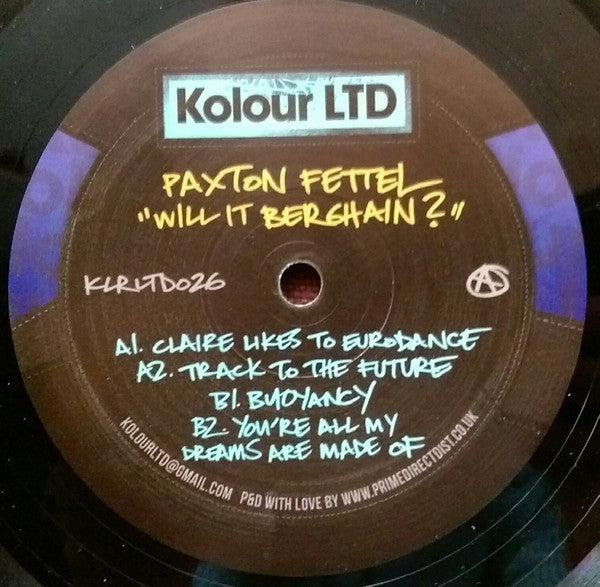 Kolour LTD
PAXTON FETTEL
"WILL IT BERGHAIN?"
KLRLTD026
A1. CLAIRE LIKES TO EURODANCE
A2. TRACK TO THE FUTURE
B1. BUOYANCY
B2. YOU'RE ALL MY
DREAMS ARE MADE OF
KOLOURLTD@GMAIL.COM P&D WITH LOVE BY WWW.PRIMEDIRECTDIST.CO.UK